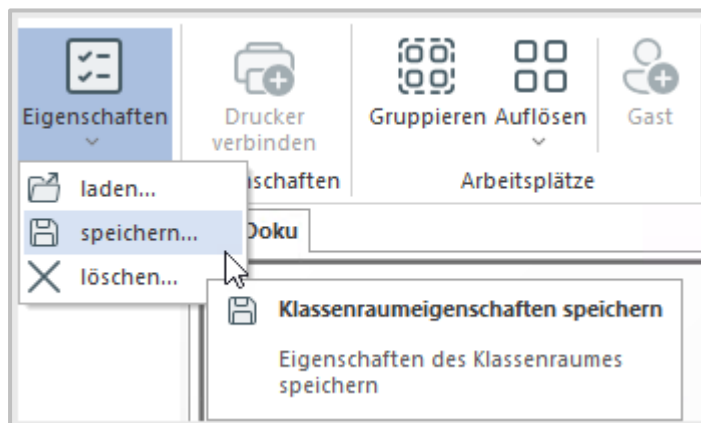 Eigenschaften
Drucker
verbinden
Gruppieren
Auflösen
Gast
schaften
Arbeitsplätze
laden...
speichern...
löschen...
Doku
Klassenraumeigenschaften speichern
Eigenschaften des Klassenraumes
speichern